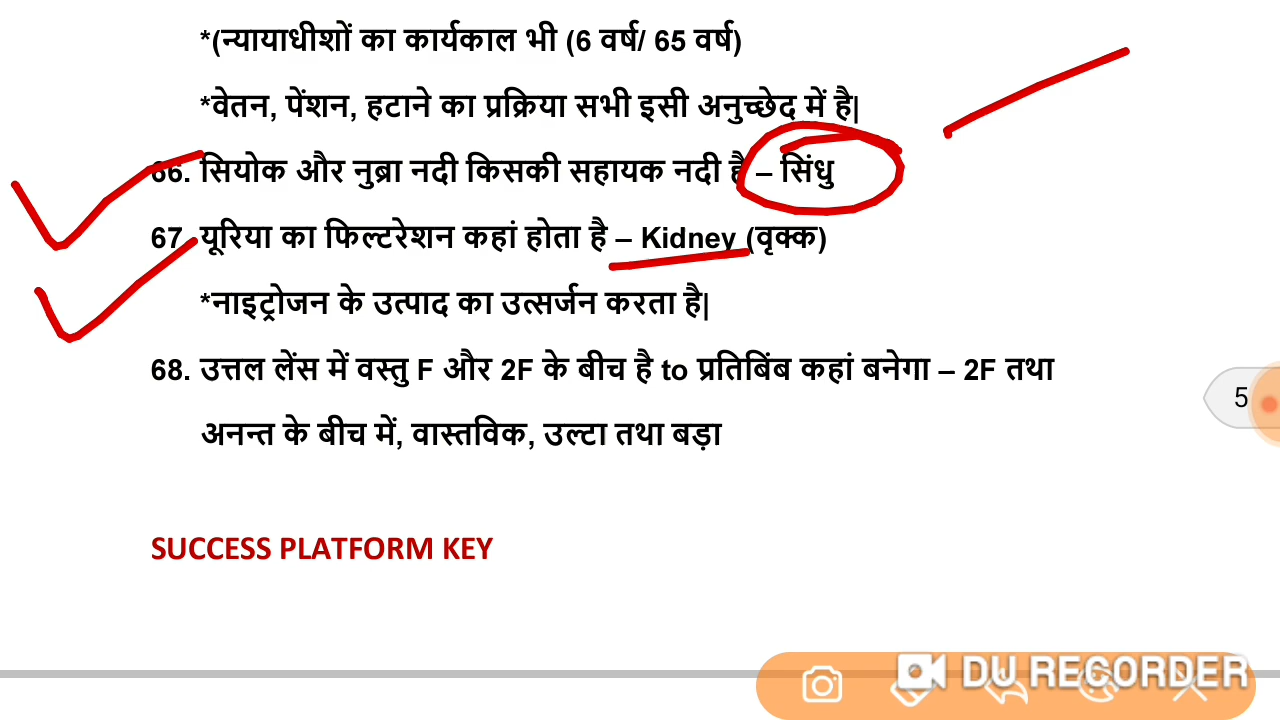 *(न्यायाधीशों का कार्यकाल भी (6 वर्ष/ 65 वर्ष)
*वेतन, पेंशन, हटाने का प्रक्रिया सभी इसी अनुच्छेद में है|
66. सियोक और नुब्रा नदी किसकी सहायक नदी है – सिंधु
67. यूरिया का फिल्टरेशन कहां होता है – Kidney (वृक्क)
*नाइट्रोजन के उत्पाद का उत्सर्जन करता है|
68. उत्तल लेंस में वस्तु F और 2F के बीच है to प्रतिबिंब कहां बनेगा – 2F तथा
अनन्त के बीच में, वास्तविक, उल्टा तथा बड़ा
5
SUCCESS PLATFORM KEY
DU RECORDER